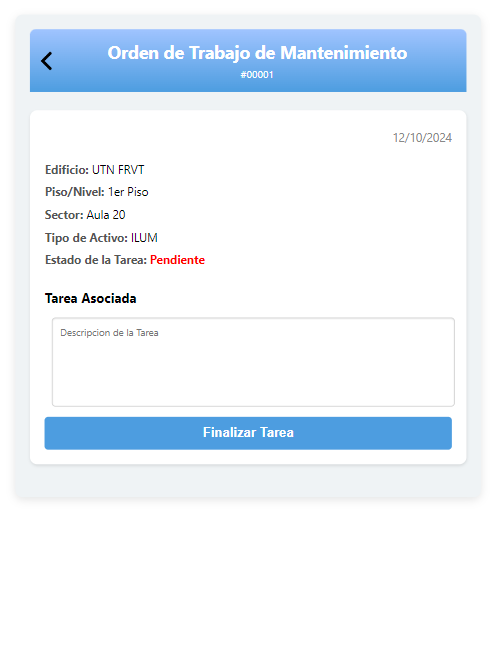 Orden de Trabajo de Mantenimiento
#00001
12/10/2024
Edificio: UTN FRVT
Piso/Nivel: 1er Piso
Sector: Aula 20
Tipo de Activo: ILUM
Estado de la Tarea: Pendiente
Tarea Asociada
Descripcion de la Tarea
Finalizar Tarea